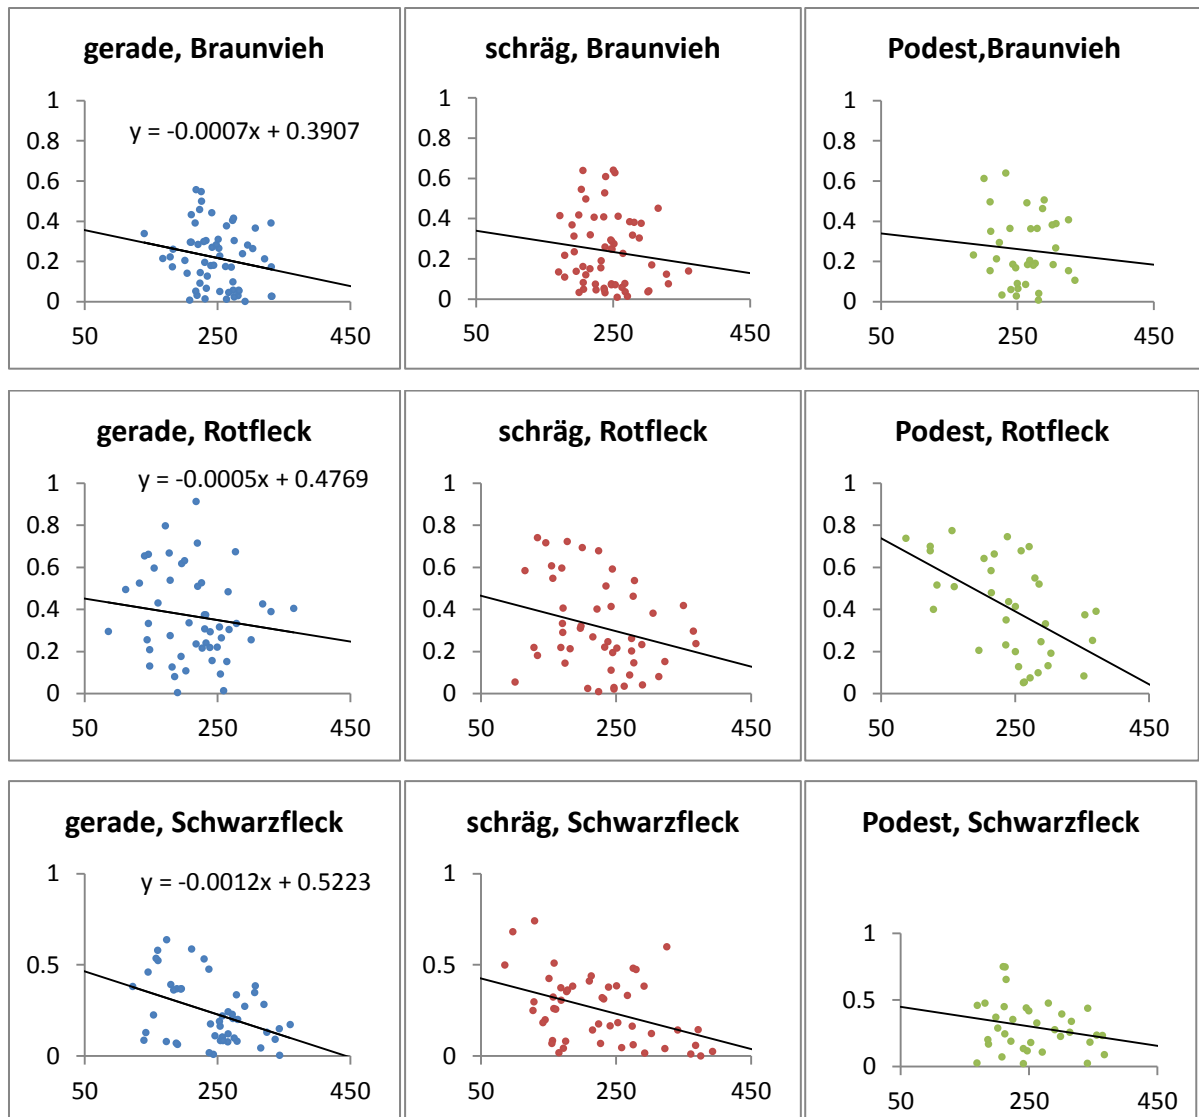 gerade, Braunvieh
1
y = -0.0007x + 0.3907
0.8
0.6
0.4
0.2
0
50 250 450
schräg, Braunvieh
1
0.8
0.6
0.4
0.2
0
50 250 450
Podest,Braunvieh
1
0.8
0.6
0.4
0.2
0
50 250 450
gerade, Rotfleck
y = -0.0005x + 0.4769
1
0.8
0.6
0.4
0.2
0
50 250 450
schräg, Rotfleck
1
0.8
0.6
0.4
0.2
0
50 250 450
Podest, Rotfleck
1
0.8
0.6
0.4
0.2
0
50 250 450
gerade, Schwarzfleck
1
y = -0.0012x + 0.5223
0.5
0
50 250 450
schräg, Schwarzfleck
1
0.5
0
50 250 450
Podest, Schwarzfleck
1
0.5
0
50 250 450